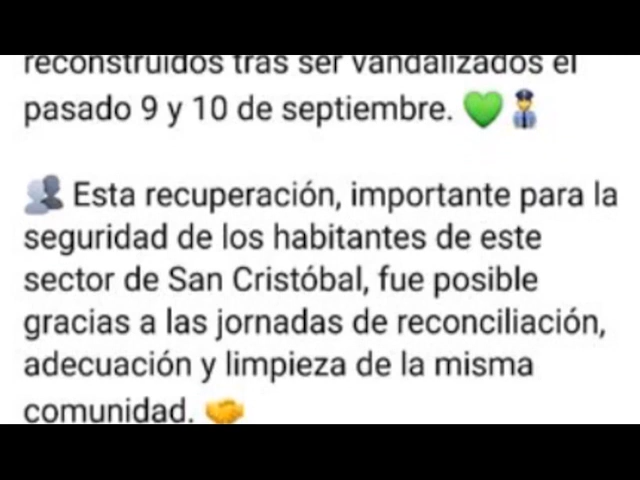 reconstruidos tras ser vandalizados el
pasado 9 y 10 de septiembre. 💚👮
👥 Esta recuperación, importante para la
seguridad de los habitantes de este
sector de San Cristóbal, fue posible
gracias a las jornadas de reconciliación,
adecuación y limpieza de la misma
comunidad. 🤝